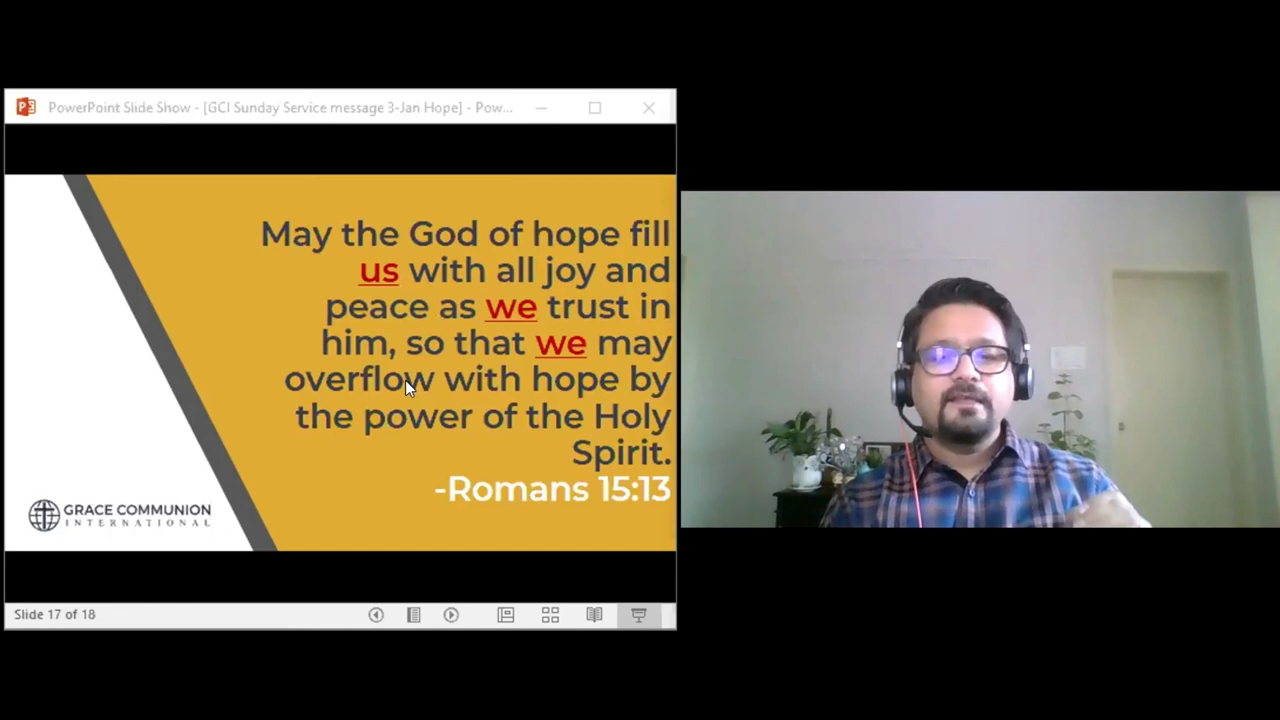 PowerPoint Slide Show - [GCI Sunday Service message 3-Jan Hope] - Pow...
May the God of hope fill
us with all joy and
peace as we trust in
him, so that we may
overflow with hope by
the power of the Holy
Spirit.
-Romans 15:13
GRACE COMMUNION
INTERNATIONAL
Slide 17 of 18